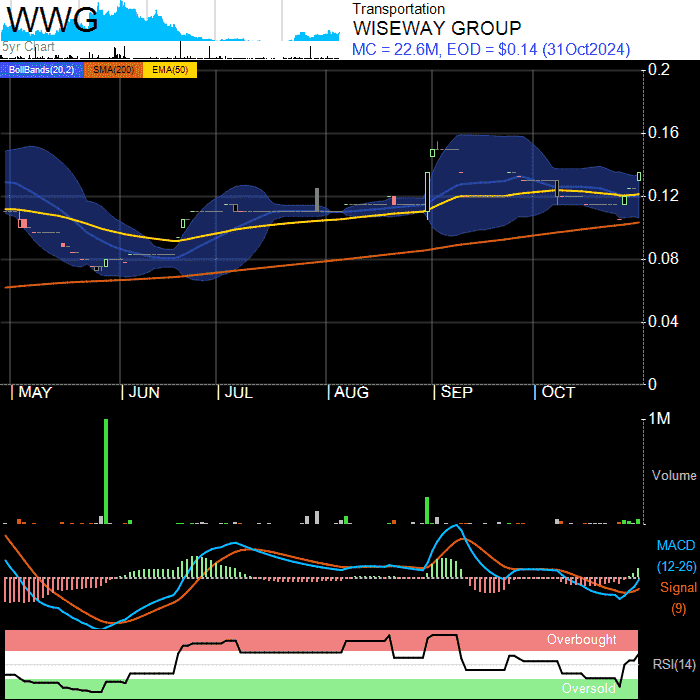 WWG
5yr Chart
Transportation
WISEWAY GROUP
MC = 22.6M, EOD = $0.14 (31Oct2024)
BollBands(20,2) SMA(200) EMA(50)
0.2
0.16
0.12
0.08
0.04
0
MAY JUN JUL AUG SEP OCT
1M
Volume
MACD
(12-26)
Signal
(9)
Overbought
RSI(14)
Oversold